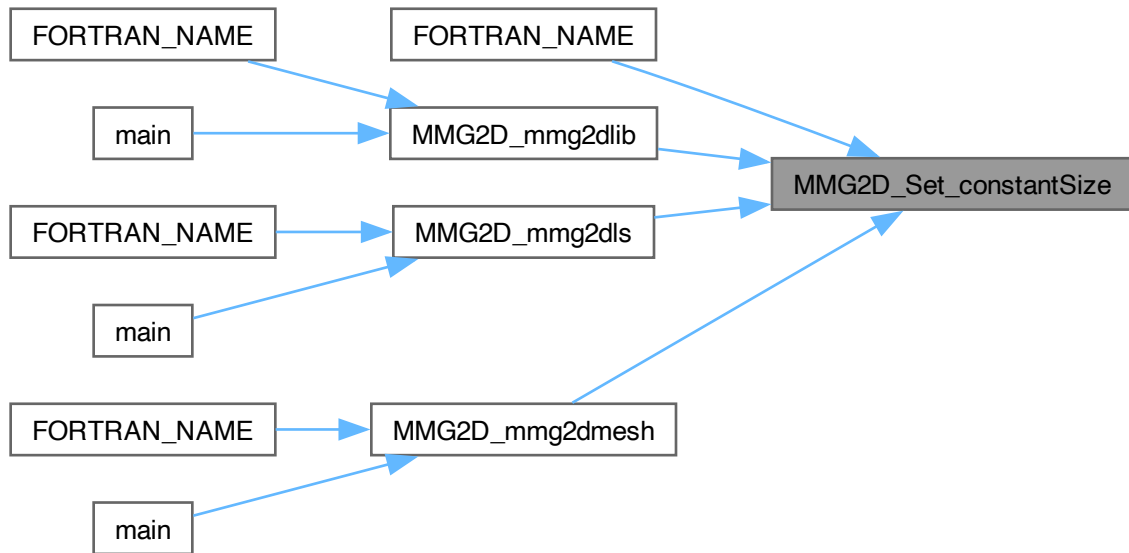 FORTRAN_NAME
FORTRAN_NAME
main
MMG2D_mmg2dlib
MMG2D_Set_constantSize
FORTRAN_NAME
MMG2D_mmg2dls
main
FORTRAN_NAME
MMG2D_mmg2dmesh
main